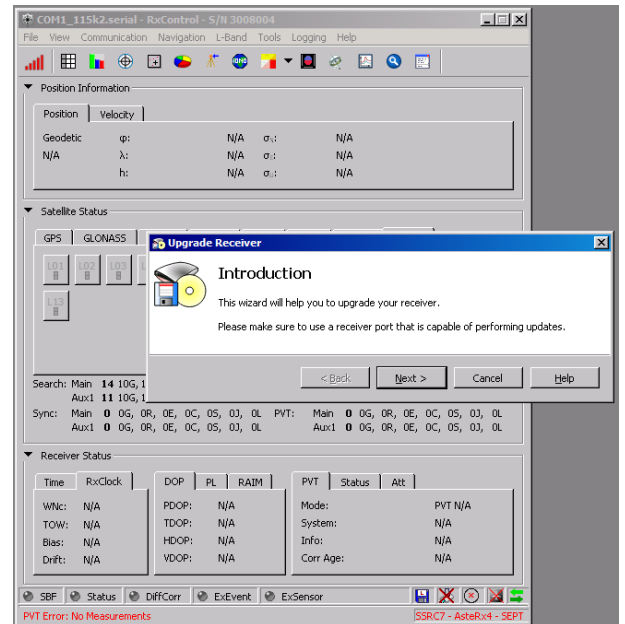 COM1_115k2.serial - RxControl - S/N 3008004
File View Communication Navigation L-Band Tools Logging Help
Position Information
Position Velocity
Geodetic φ: N/A N/A
N/A λ: N/A N/A
h: N/A N/A
Satellite Status
GPS GLONASS
L01 L02 L03
L13
Upgrade Receiver
Introduction
This wizard will help you to upgrade your receiver.
Please make sure to use a receiver port that is capable of performing updates.
< Back Next > Cancel Help
Search: Main 14 10G,
Aux1 11 10G,
Sync: Main 0 0G, 0R, 0E, 0C, 0S, 0J, 0L PVT: Main 0 0G, 0R, 0E, 0C, 0S, 0J, 0L
Aux1 0 0G, 0R, 0E, 0C, 0S, 0J, 0L Aux1 0 0G, 0R, 0E, 0C, 0S, 0J, 0L
Receiver Status
Time RxClock DOP PL RAIM PVT Status Att
WNc: N/A PDOP: N/A Mode: PVT N/A
TOW: N/A TDOP: N/A System: N/A
Bias: N/A HDOP: N/A Info: N/A
Drift: N/A VDOP: N/A Corr Age: N/A
SBF Status DiffCorr ExEvent ExSensor
PVT Error: No Measurements SSRC7 - AsteRx4 - SEPT